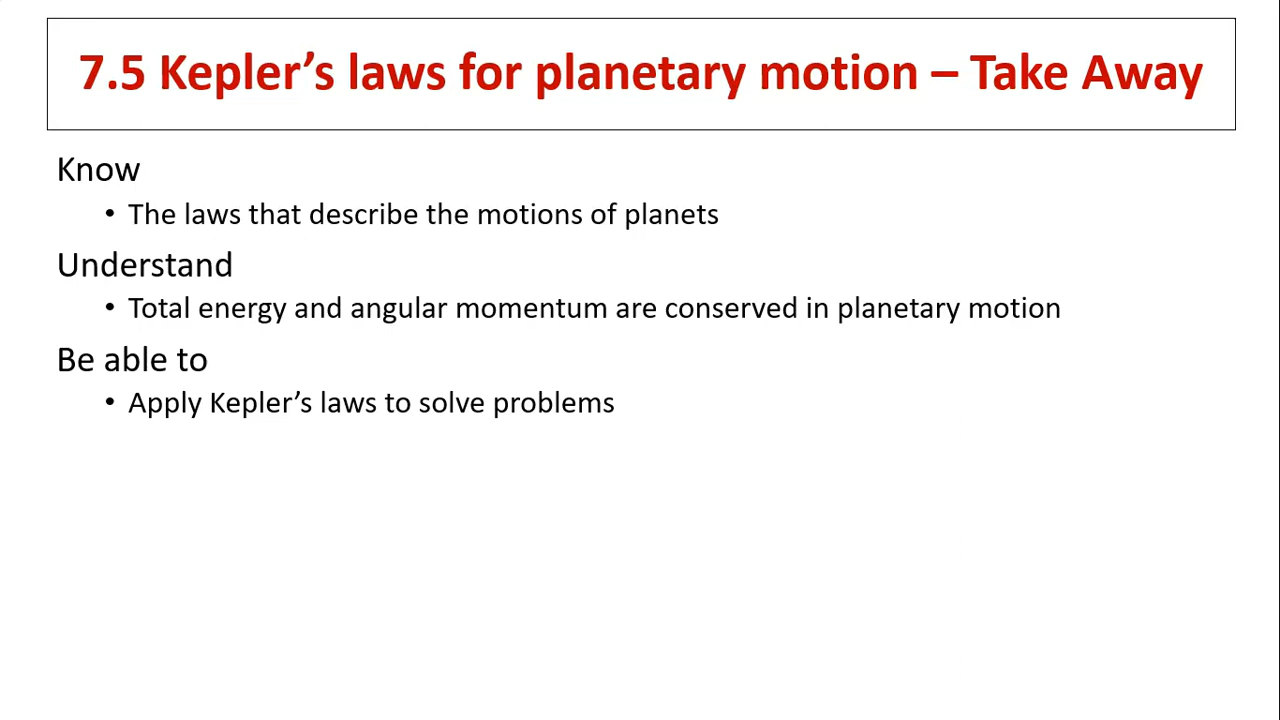 7.5 Kepler’s laws for planetary motion – Take Away
Know
• The laws that describe the motions of planets
Understand
• Total energy and angular momentum are conserved in planetary motion
Be able to
• Apply Kepler’s laws to solve problems